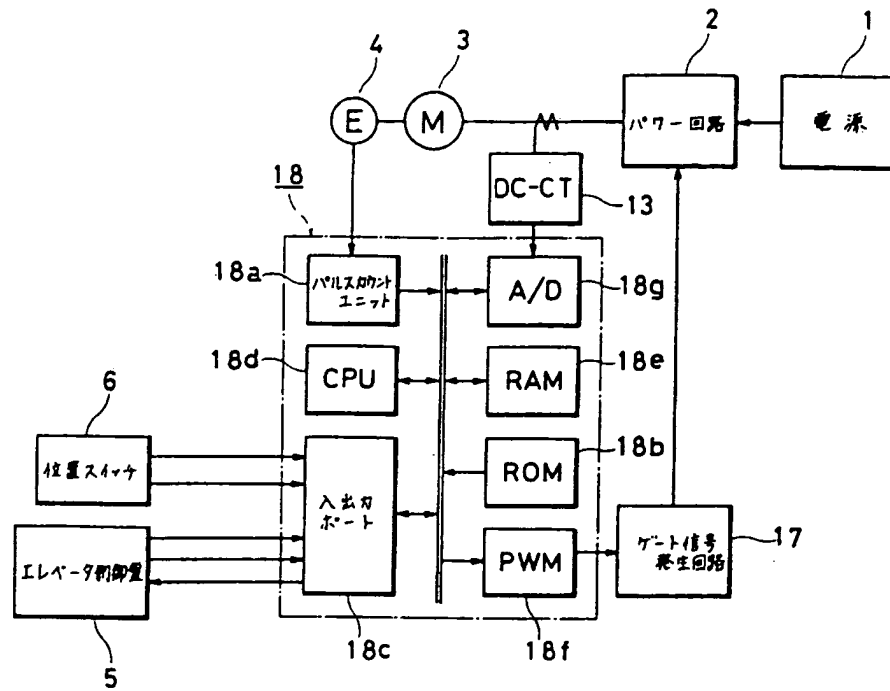 1
2
3
4
E
M
パワー回路
電源
18
DC-CT
13
18a
パルスカウント
ユニット
A/D
18g
18d
CPU
RAM
18e
6
位置スイッチ
入出力
ポート
ROM
18b
エレベータ制御置
PWM
ゲート信号
発生回路
17
5
18c
18f